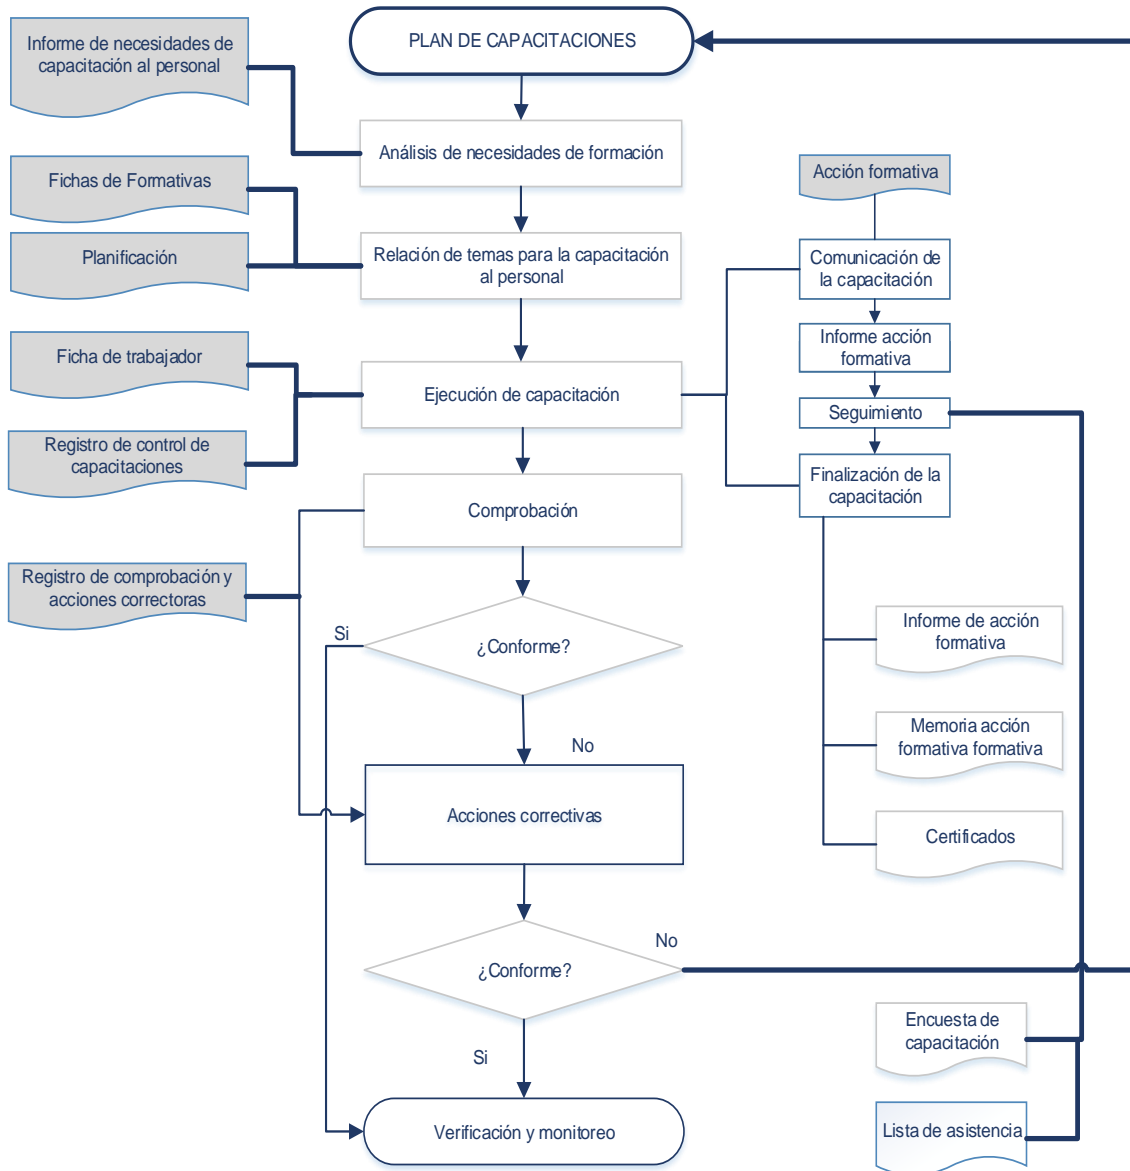 PLAN DE CAPACITACIONES
Informe de necesidades de
capacitación al personal
Análisis de necesidades de formación
Fichas de Formativas
Planificación
Relación de temas para la capacitación
al personal
Ficha de trabajador
Registro de control de
capacitaciones
Ejecución de capacitación
Acción formativa
Comunicación de
la capacitación
Informe acción
formativa
Seguimiento
Finalización de la
capacitación
Comprobación
Registro de comprobación y
acciones correctoras
Si
¿Conforme?
No
Informe de acción
formativa
Memoria acción
formativa formativa
Certificados
Acciones correctivas
¿Conforme?
No
Si
Encuesta de
capacitación
Lista de asistencia
Verificación y monitoreo